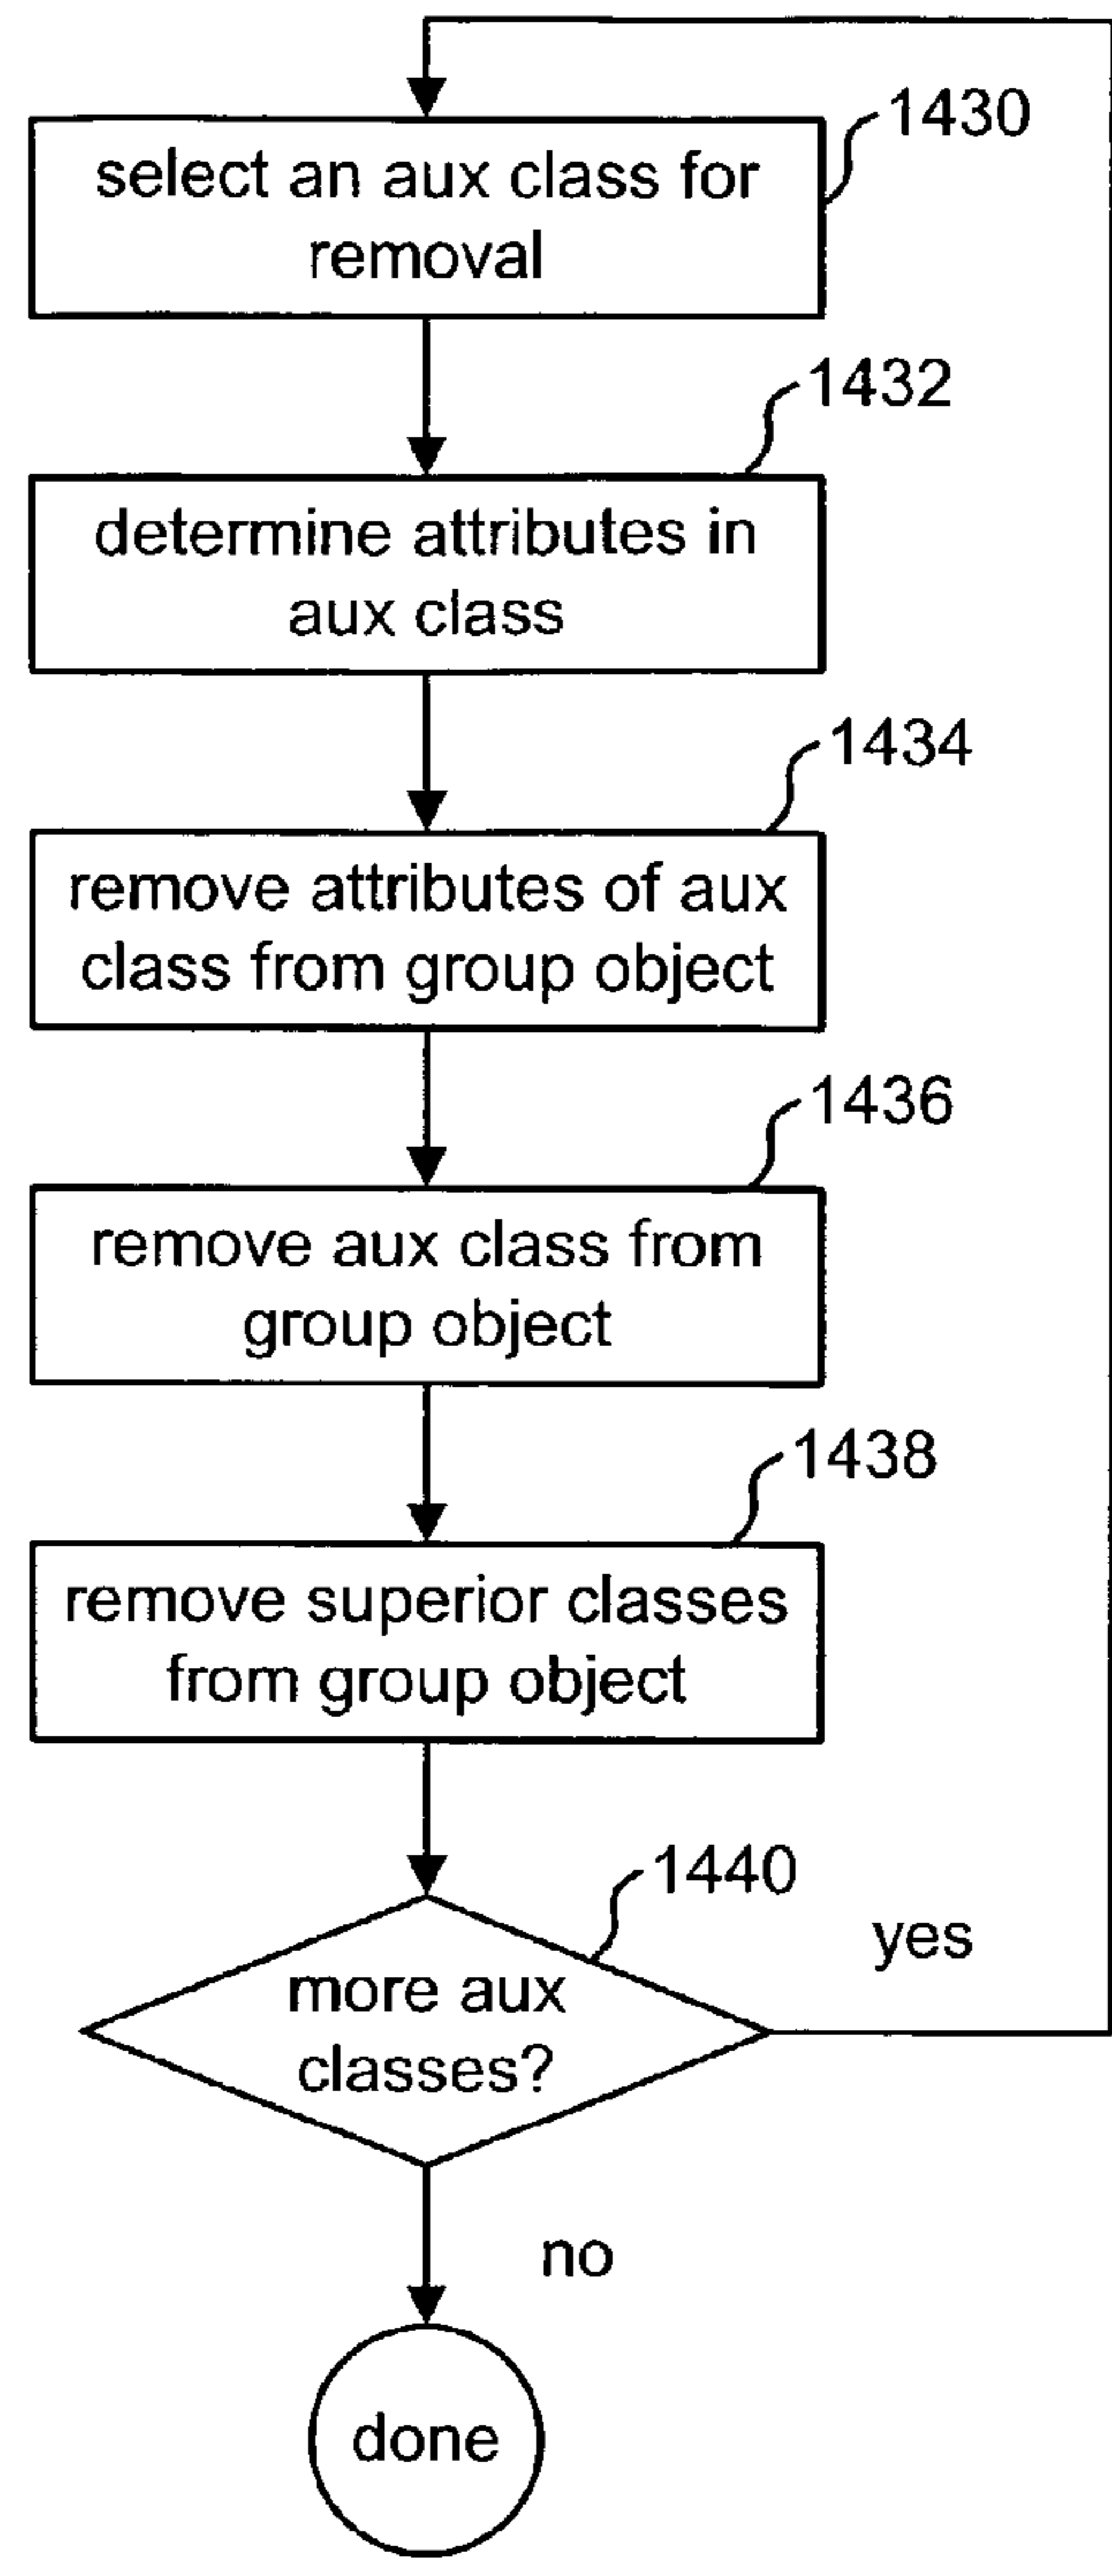 1430
select an aux class for
removal
1432
determine attributes in
aux class
1434
remove attributes of aux
class from group object
1436
remove aux class from
group object
1438
remove superior classes
from group object
1440
more aux
classes?
yes
no
done